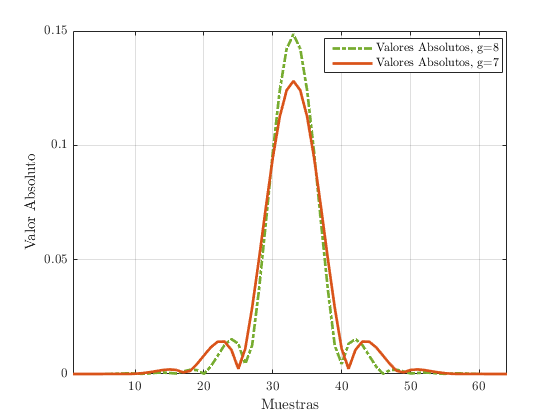 0.15
Valores Absolutos, g=8
Valores Absolutos, g=7
0.1
0.05
0
Valor Absoluto
10 20 30 40 50 60
Muestras